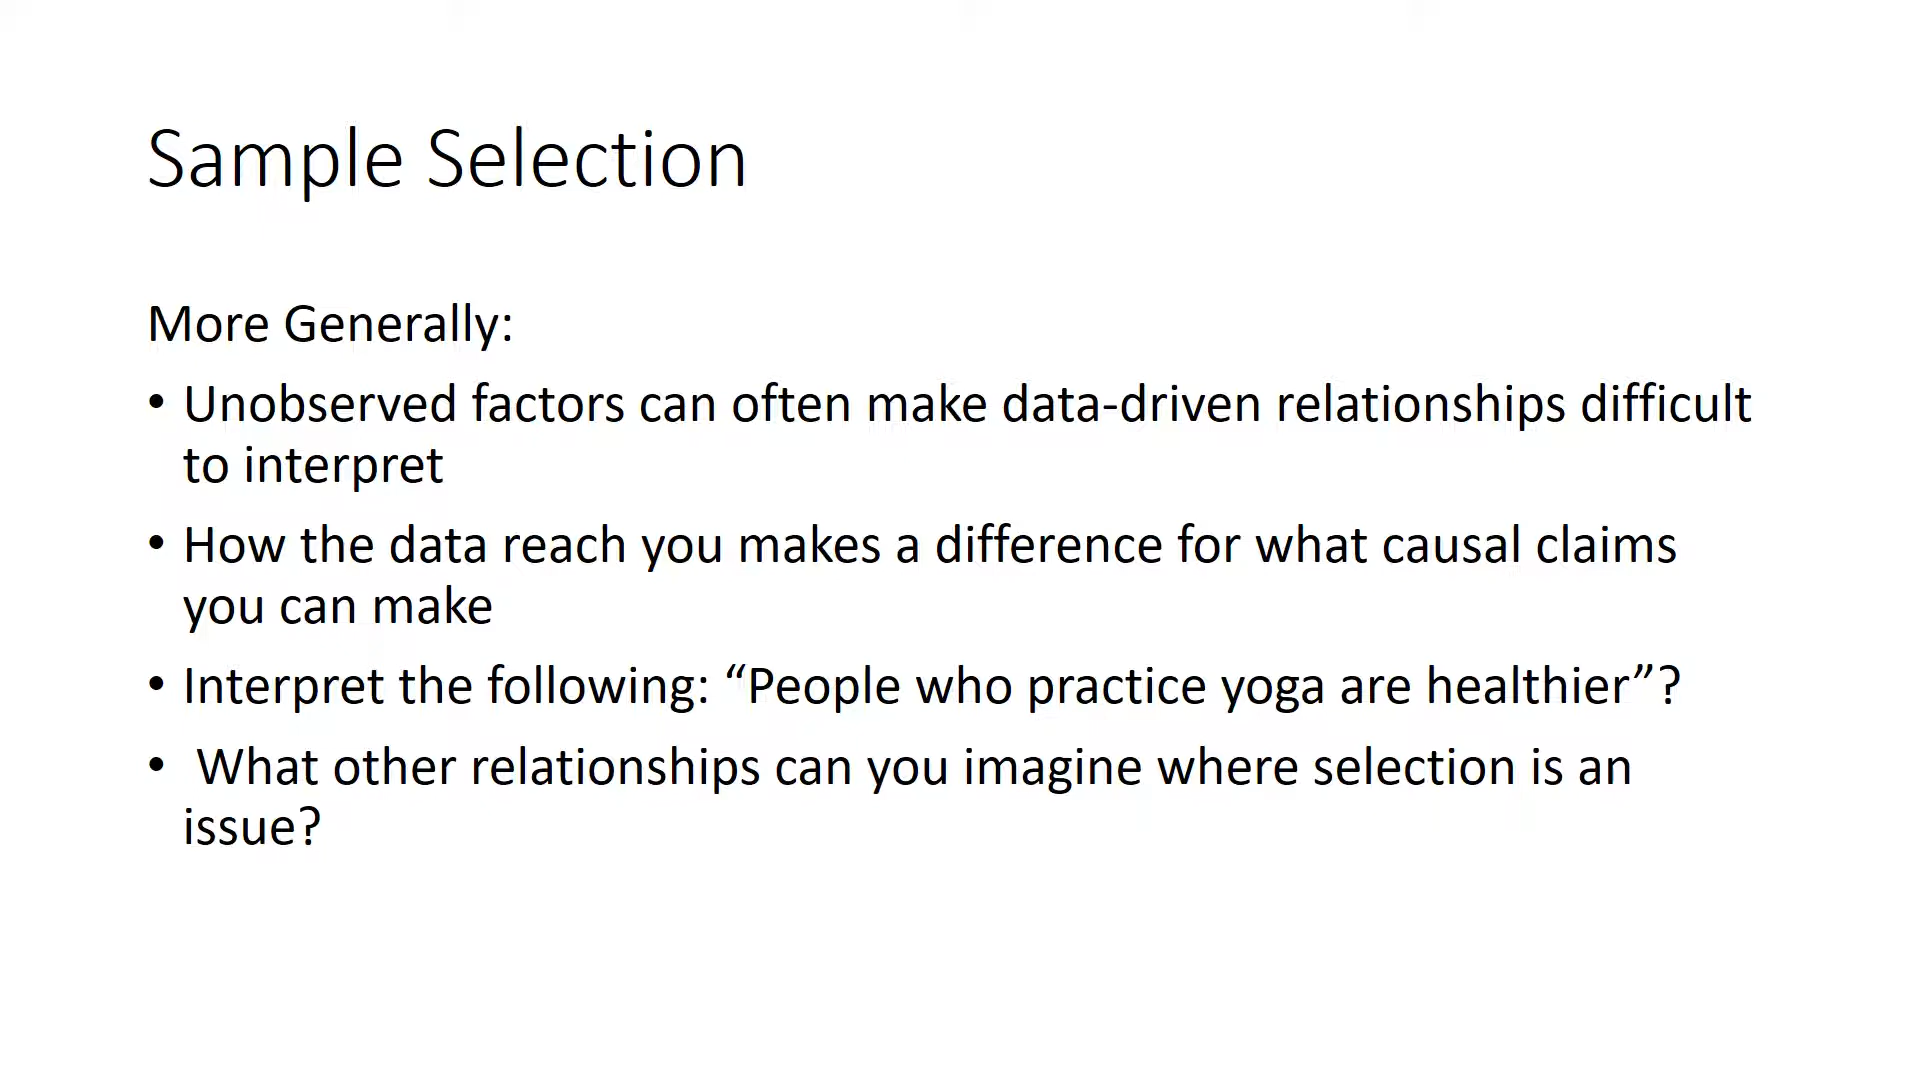 Sample Selection
More Generally:
• Unobserved factors can often make data-driven relationships difficult
to interpret
• How the data reach you makes a difference for what causal claims
you can make
• Interpret the following: “People who practice yoga are healthier”?
• What other relationships can you imagine where selection is an
issue?